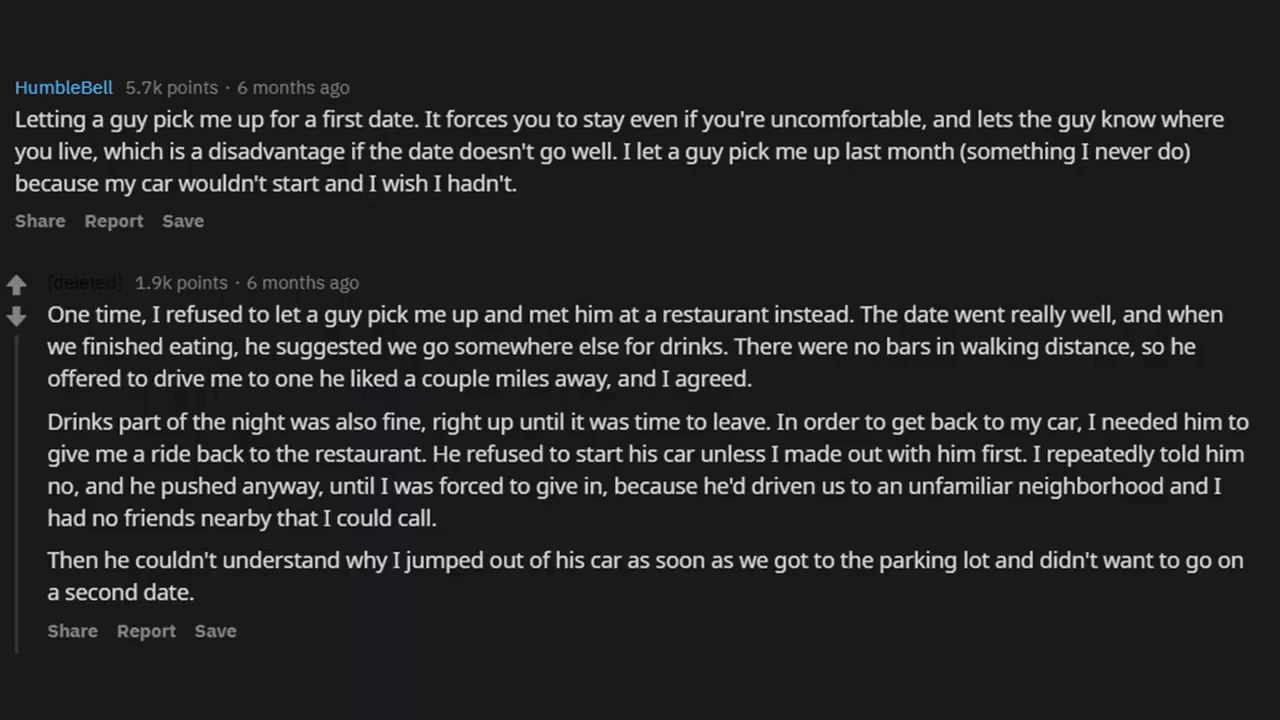 HumbleBell 5.7k points · 6 months ago
Letting a guy pick me up for a first date. It forces you to stay even if you're uncomfortable, and lets the guy know where
you live, which is a disadvantage if the date doesn't go well. I let a guy pick me up last month (something I never do)
because my car wouldn't start and I wish I hadn't.
Share Report Save
[deleted] 1.9k points · 6 months ago
One time, I refused to let a guy pick me up and met him at a restaurant instead. The date went really well, and when
we finished eating, he suggested we go somewhere else for drinks. There were no bars in walking distance, so he
offered to drive me to one he liked a couple miles away, and I agreed.
Drinks part of the night was also fine, right up until it was time to leave. In order to get back to my car, I needed him to
give me a ride back to the restaurant. He refused to start his car unless I made out with him first. I repeatedly told him
no, and he pushed anyway, until I was forced to give in, because he'd driven us to an unfamiliar neighborhood and I
had no friends nearby that I could call.
Then he couldn't understand why I jumped out of his car as soon as we got to the parking lot and didn't want to go on
a second date.
Share Report Save